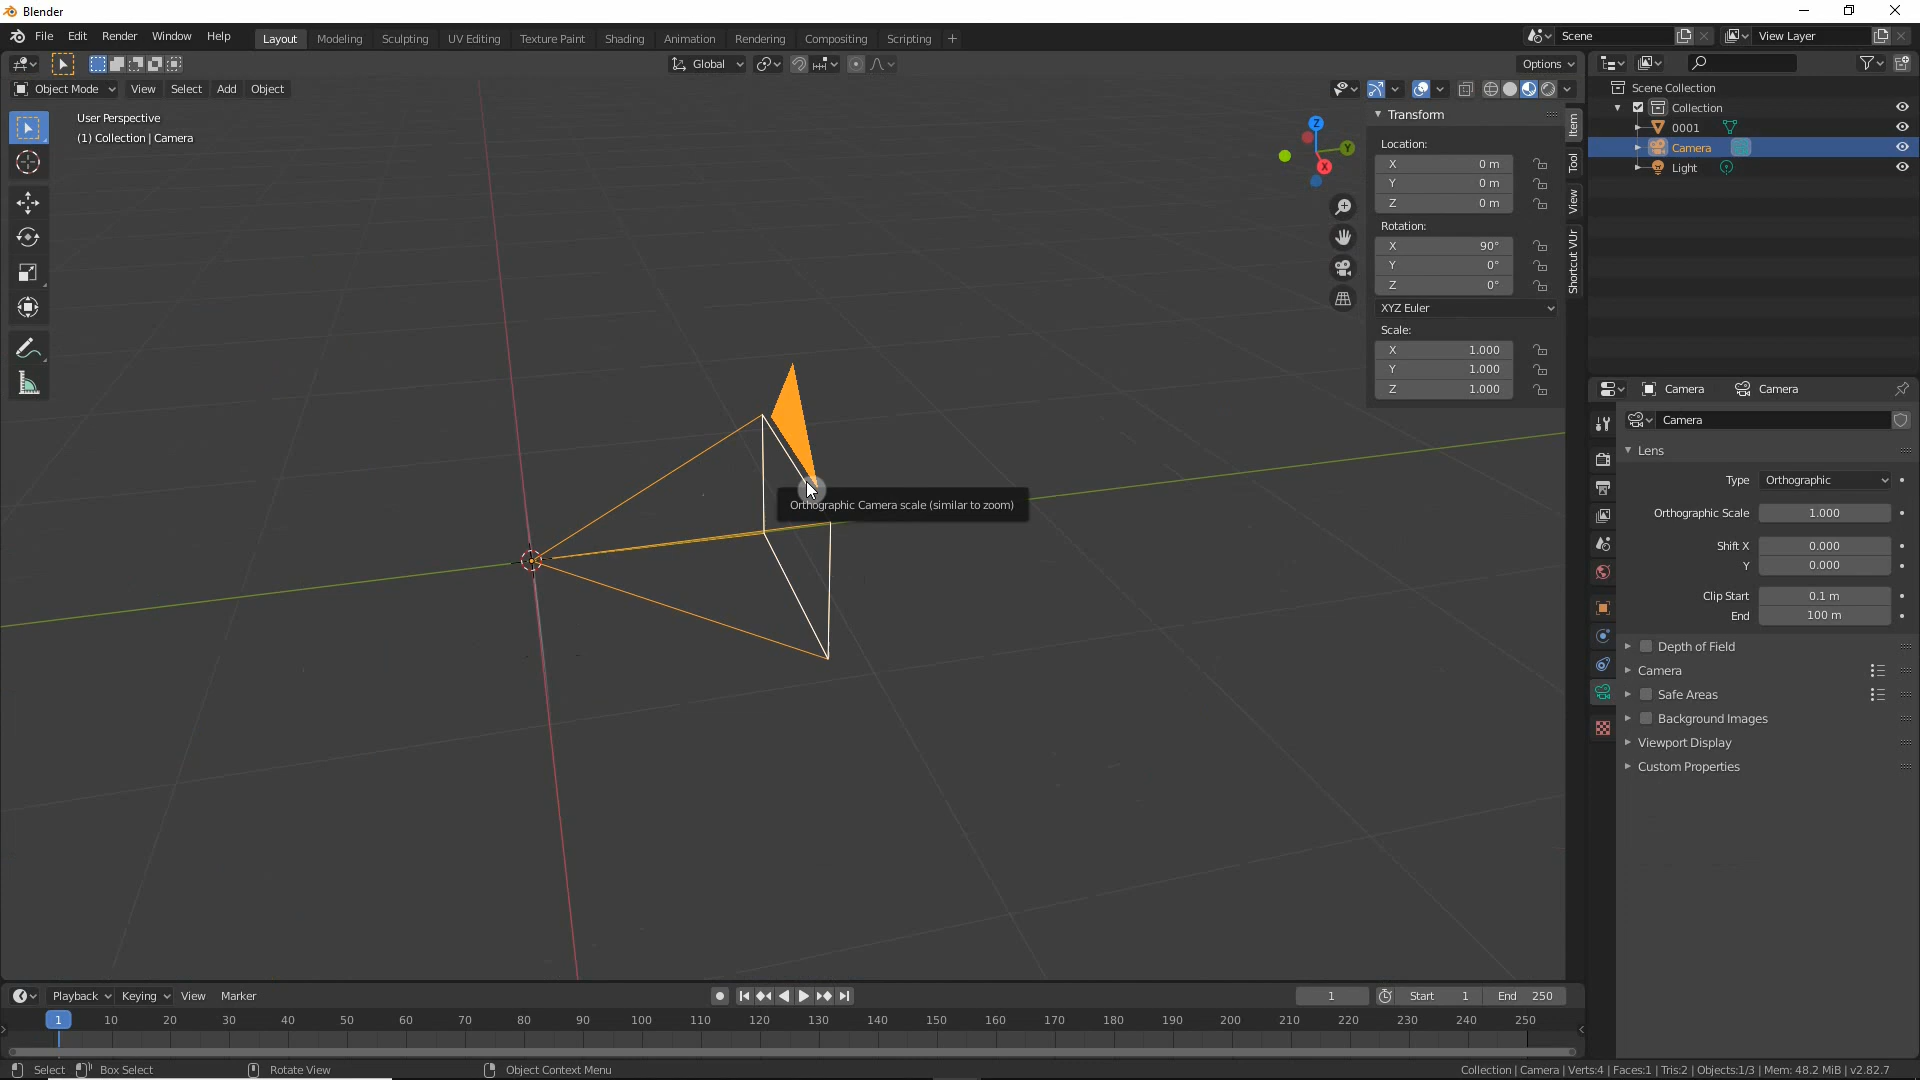 Blender
File Edit Render Window Help
Layout Modeling Sculpting UV Editing Texture Paint Shading Animation Rendering Compositing Scripting +
Scene
View Layer
Global
Options
Object Mode View Select Add Object
User Perspective
(1) Collection | Camera
Z
Y
X
Transform
Location:
X 0 m
Y 0 m
Z 0 m
Rotation:
X 90°
Y 0°
Z 0°
XYZ Euler
Scale:
X 1.000
Y 1.000
Z 1.000
Item
Tool
View
Shortcut VUr
Scene Collection
Collection
0001
Camera
Light
Camera Camera
Camera
Lens
Type Orthographic
Orthographic Scale 1.000
Shift X 0.000
Y 0.000
Clip Start 0.1 m
End 100 m
Depth of Field
Camera
Safe Areas
Background Images
Viewport Display
Custom Properties
Orthographic Camera scale (similar to zoom)
Playback Keying View Marker
1 Start 1 End 250
1 10 20 30 40 50 60 70 80 90 100 110 120 130 140 150 160 170 180 190 200 210 220 230 240 250
Select Box Select Rotate View Object Context Menu
Collection | Camera | Verts:4 | Faces:1 | Tris:2 | Objects:1/3 | Mem: 48.2 MiB | v2.82.7